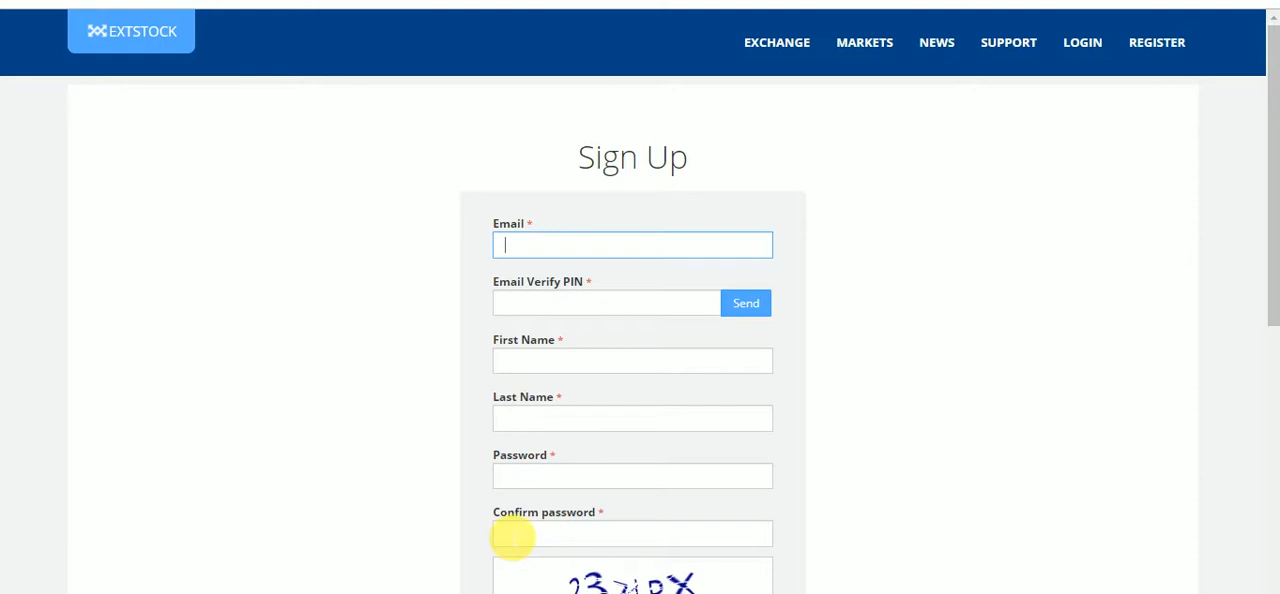 EXTSTOCK
EXCHANGE MARKETS NEWS SUPPORT LOGIN REGISTER
Sign Up
Email *
Email Verify PIN *
Send
First Name *
Last Name *
Password *
Confirm password *